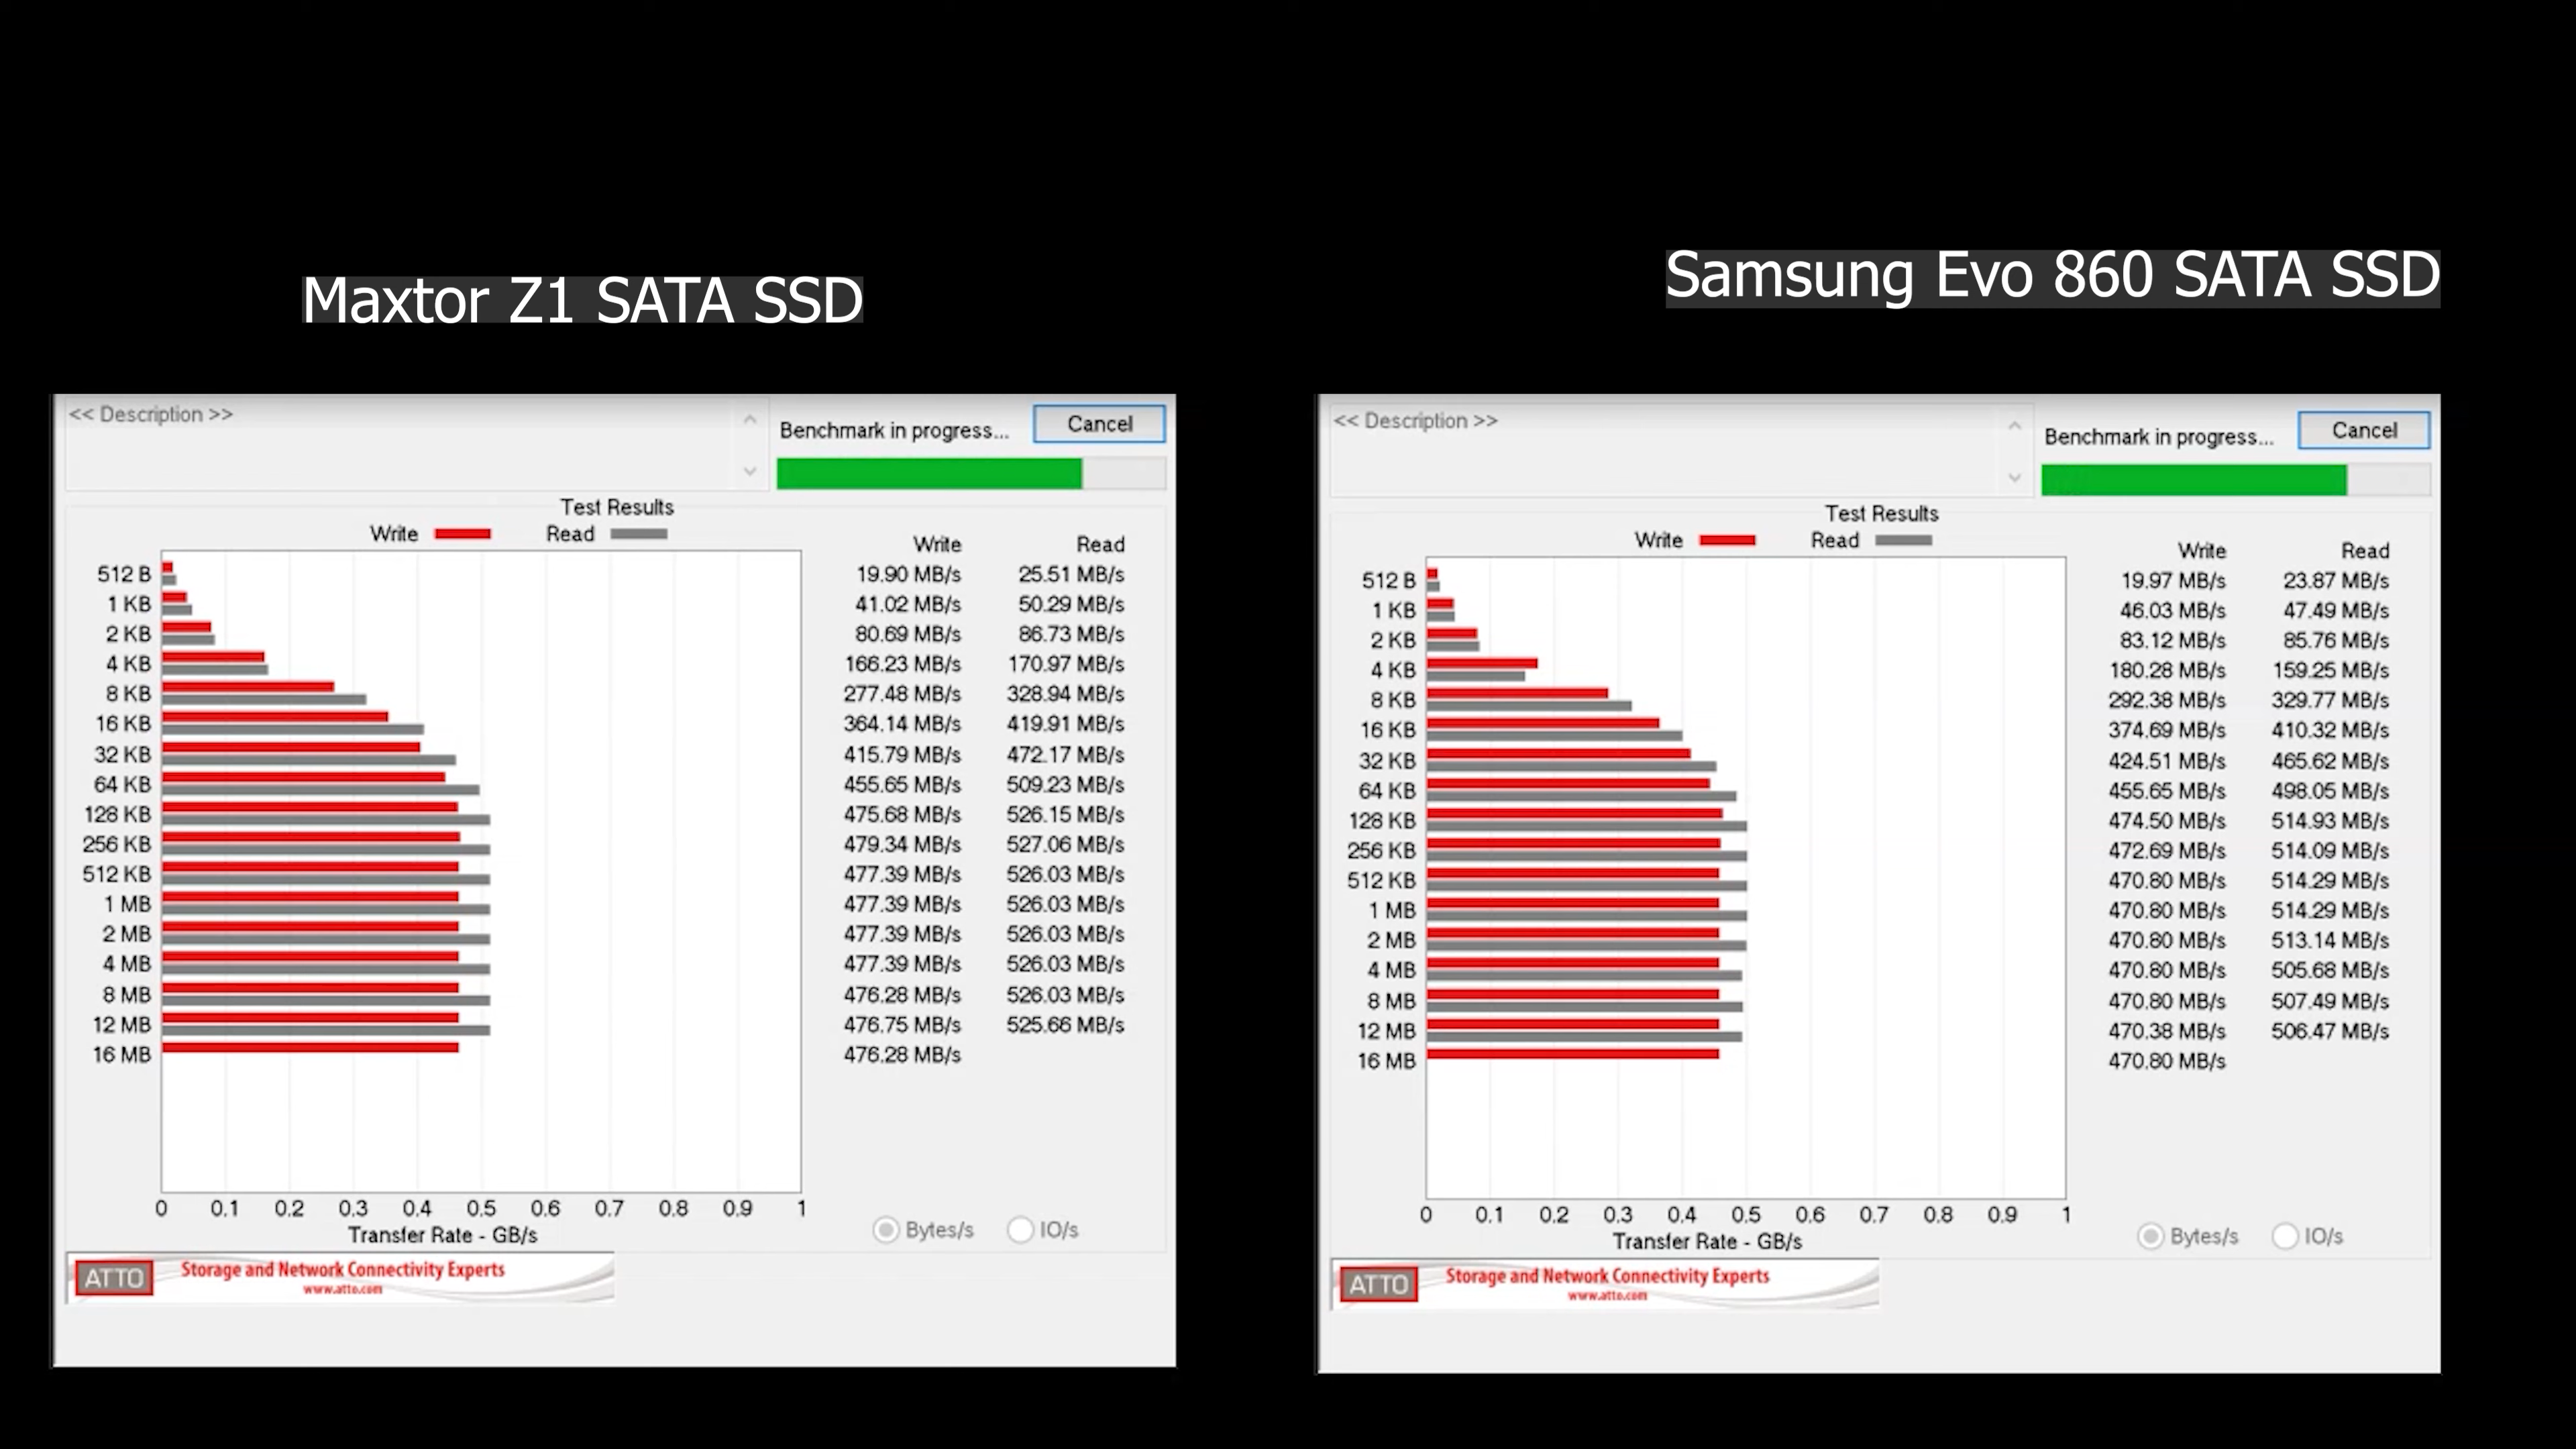 Maxtor Z1 SATA SSD
<< Description >>
Benchmark in progress...
Cancel
Test Results
Write Read
Write Read
512 B 19.90 MB/s 25.51 MB/s
1 KB 41.02 MB/s 50.29 MB/s
2 KB 80.69 MB/s 86.73 MB/s
4 KB 166.23 MB/s 170.97 MB/s
8 KB 277.48 MB/s 328.94 MB/s
16 KB 364.14 MB/s 419.91 MB/s
32 KB 415.79 MB/s 472.17 MB/s
64 KB 455.65 MB/s 509.23 MB/s
128 KB 475.68 MB/s 526.15 MB/s
256 KB 479.34 MB/s 527.06 MB/s
512 KB 477.39 MB/s 526.03 MB/s
1 MB 477.39 MB/s 526.03 MB/s
2 MB 477.39 MB/s 526.03 MB/s
4 MB 477.39 MB/s 526.03 MB/s
8 MB 476.28 MB/s 526.03 MB/s
12 MB 476.75 MB/s 525.66 MB/s
16 MB 476.28 MB/s
0 0.1 0.2 0.3 0.4 0.5 0.6 0.7 0.8 0.9 1
Transfer Rate - GB/s
Bytes/s IO/s
ATTO
Storage and Network Connectivity Experts
www.atto.com
Samsung Evo 860 SATA SSD
<< Description >>
Benchmark in progress...
Cancel
Test Results
Write Read
Write Read
512 B 19.97 MB/s 23.87 MB/s
1 KB 46.03 MB/s 47.49 MB/s
2 KB 83.12 MB/s 85.76 MB/s
4 KB 180.28 MB/s 159.25 MB/s
8 KB 292.38 MB/s 329.77 MB/s
16 KB 374.69 MB/s 410.32 MB/s
32 KB 424.51 MB/s 465.62 MB/s
64 KB 455.65 MB/s 498.05 MB/s
128 KB 474.50 MB/s 514.93 MB/s
256 KB 472.69 MB/s 514.09 MB/s
512 KB 470.80 MB/s 514.29 MB/s
1 MB 470.80 MB/s 514.29 MB/s
2 MB 470.80 MB/s 513.14 MB/s
4 MB 470.80 MB/s 505.68 MB/s
8 MB 470.80 MB/s 507.49 MB/s
12 MB 470.38 MB/s 506.47 MB/s
16 MB 470.80 MB/s
0 0.1 0.2 0.3 0.4 0.5 0.6 0.7 0.8 0.9 1
Transfer Rate - GB/s
Bytes/s IO/s
ATTO
Storage and Network Connectivity Experts
www.atto.com